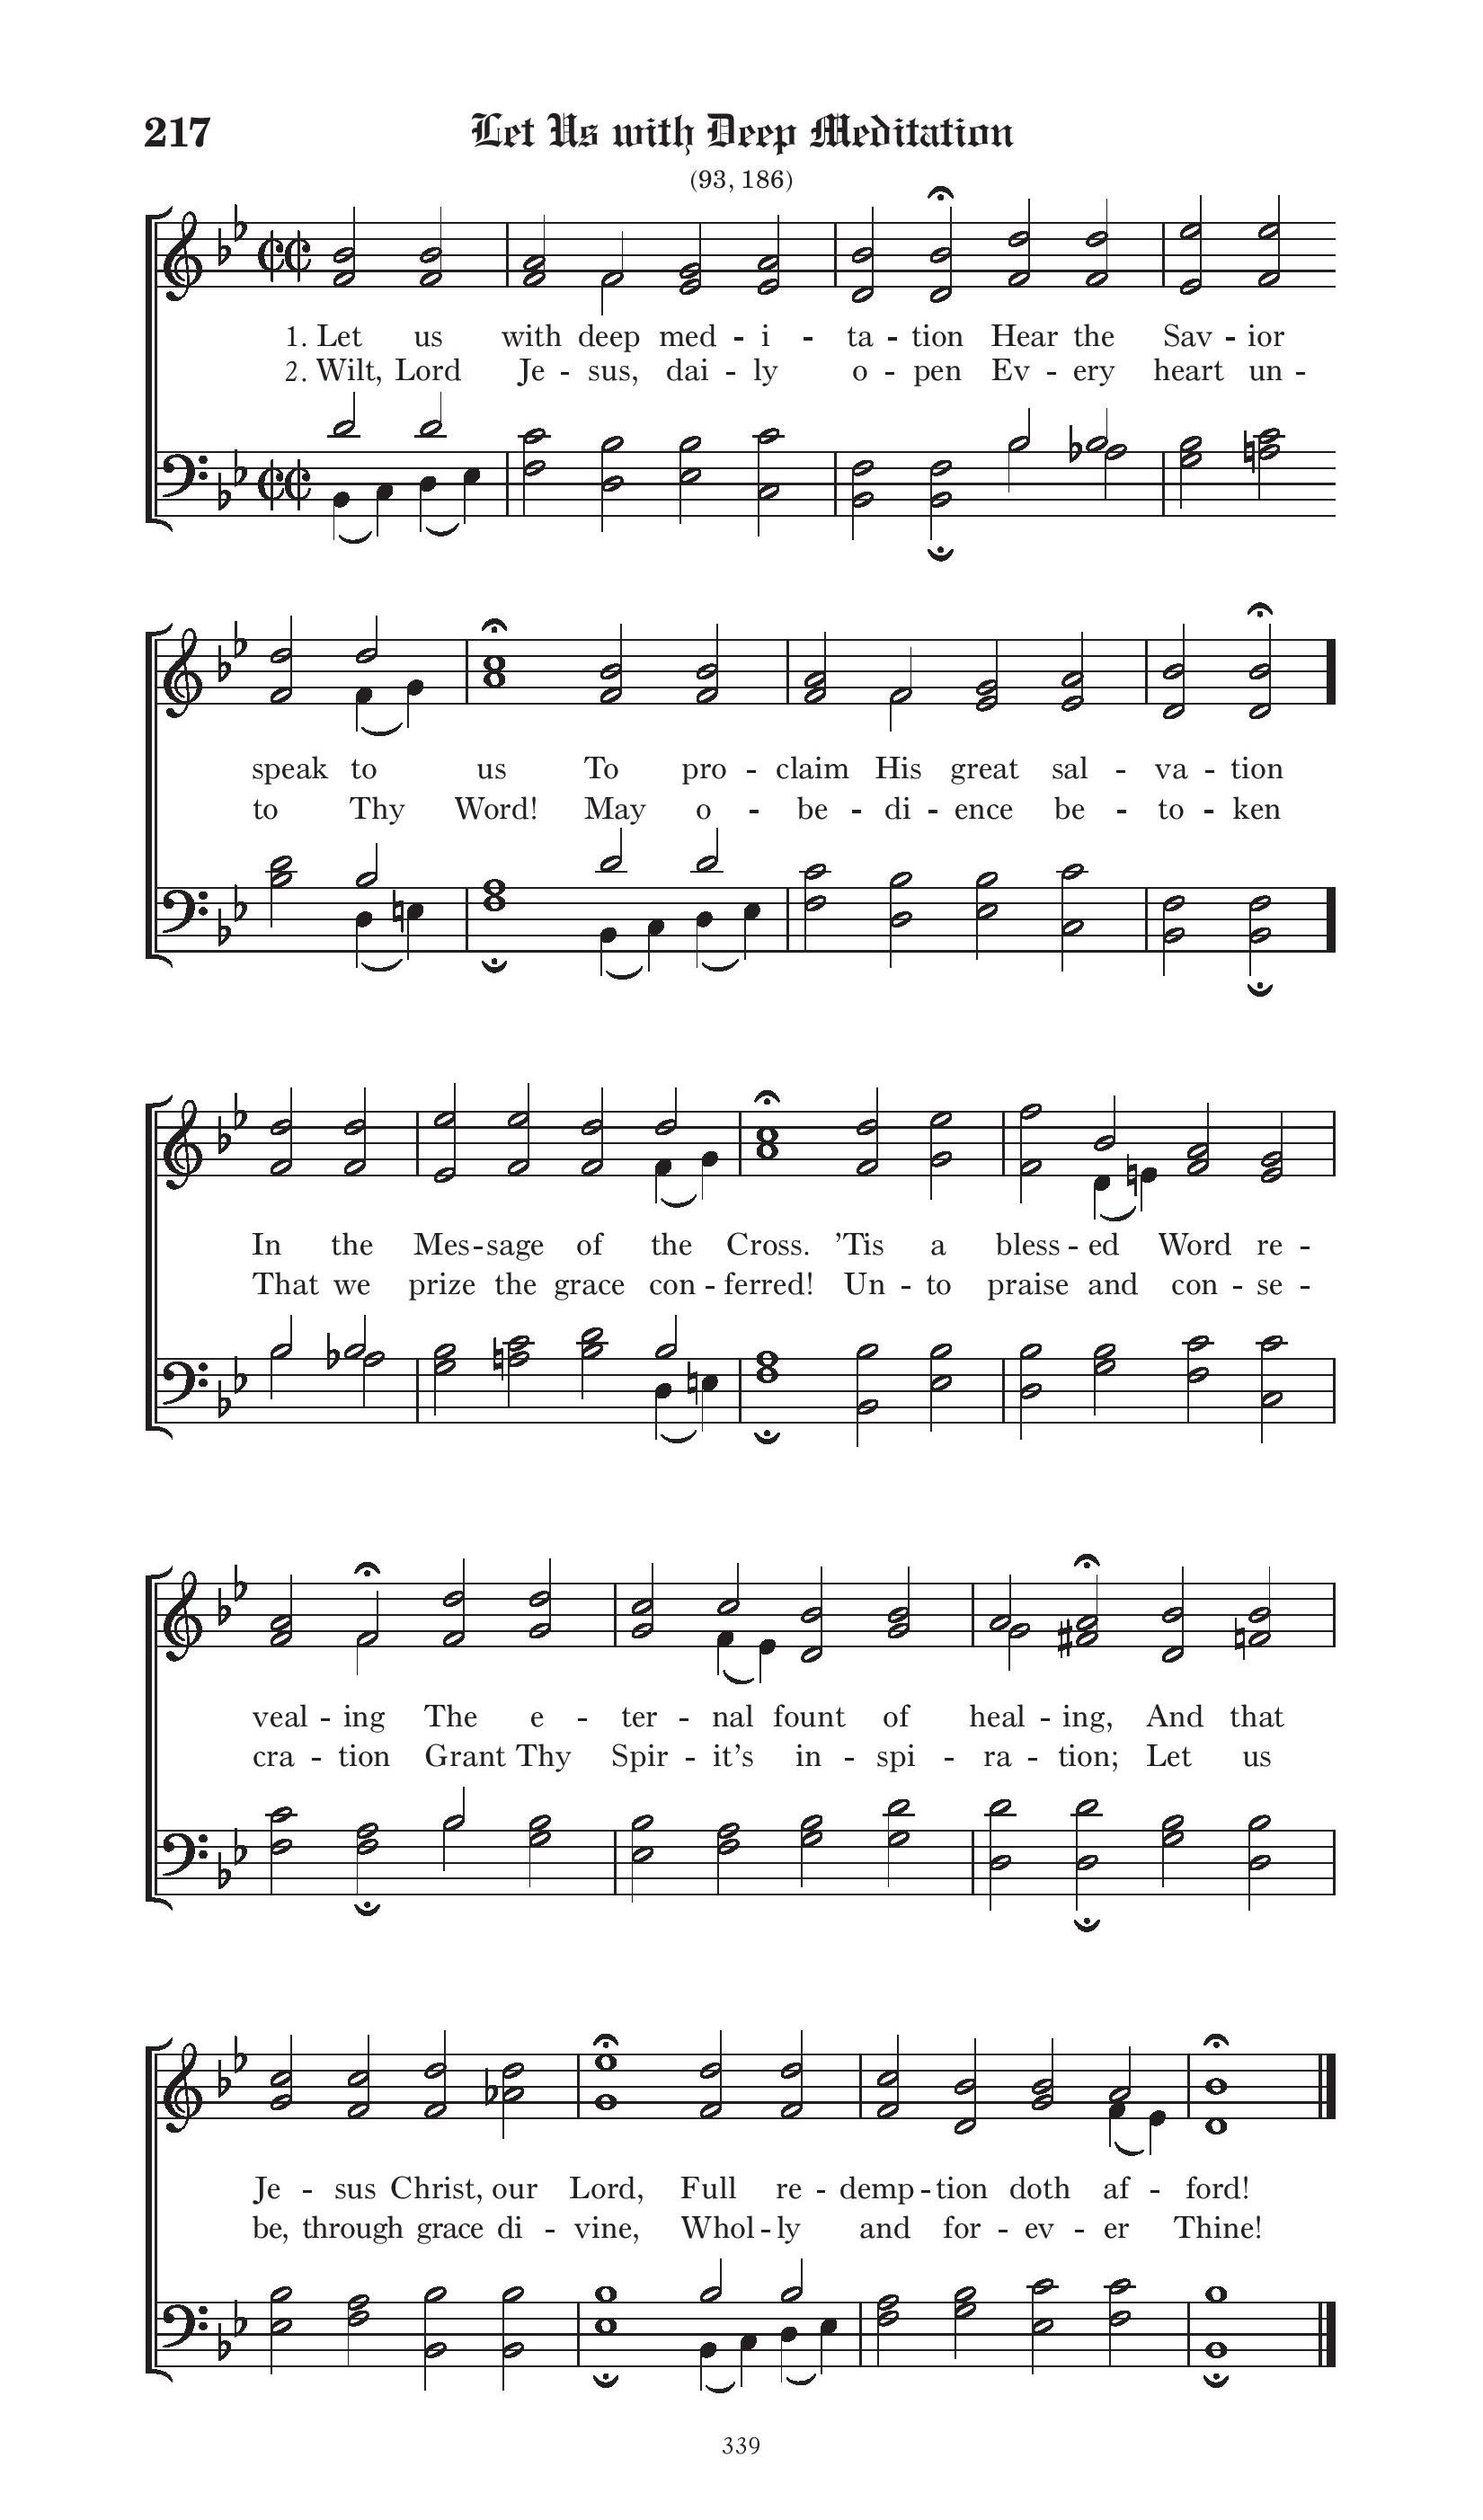 217 Let Us with Deep Meditation
(93, 186)
1. Let us with deep med - i - ta - tion Hear the Sav - ior
2. Wilt, Lord Je - sus, dai - ly o - pen Ev - ery heart un -
speak to us To pro - claim His great sal - va - tion
to Thy Word! May o - be - di - ence be - to - ken
In the Mes - sage of the Cross. ’Tis a bless - ed Word re -
That we prize the grace con - ferred! Un - to praise and con - se -
veal - ing The e - ter - nal fount of heal - ing, And that
cra - tion Grant Thy Spir - it’s in - spi - ra - tion; Let us
Je - sus Christ, our Lord, Full re - demp - tion doth af - ford!
be, through grace di - vine, Whol - ly and for - ev - er Thine!
339